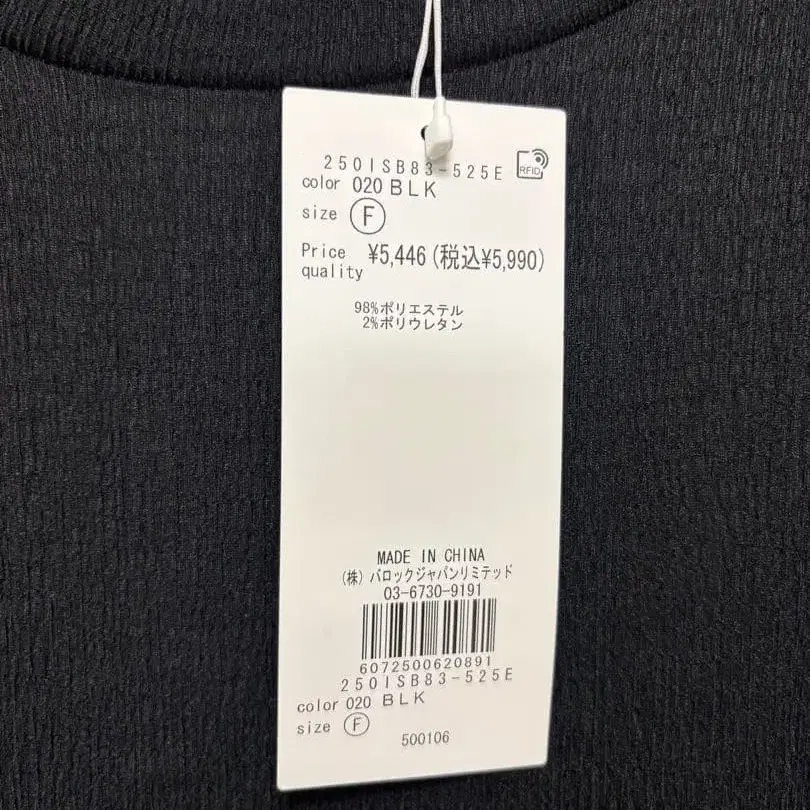 250ISB83-525E RFID
color 020 BLK
size F
Price ¥5,446(税込¥5,990)
quality
98%ポリエステル
2%ポリウレタン
MADE IN CHINA
(株) バロックジャパンリミテッド
03-6730-9191
6072500620891
250ISB83-525E
color 020 BLK
size F
500106